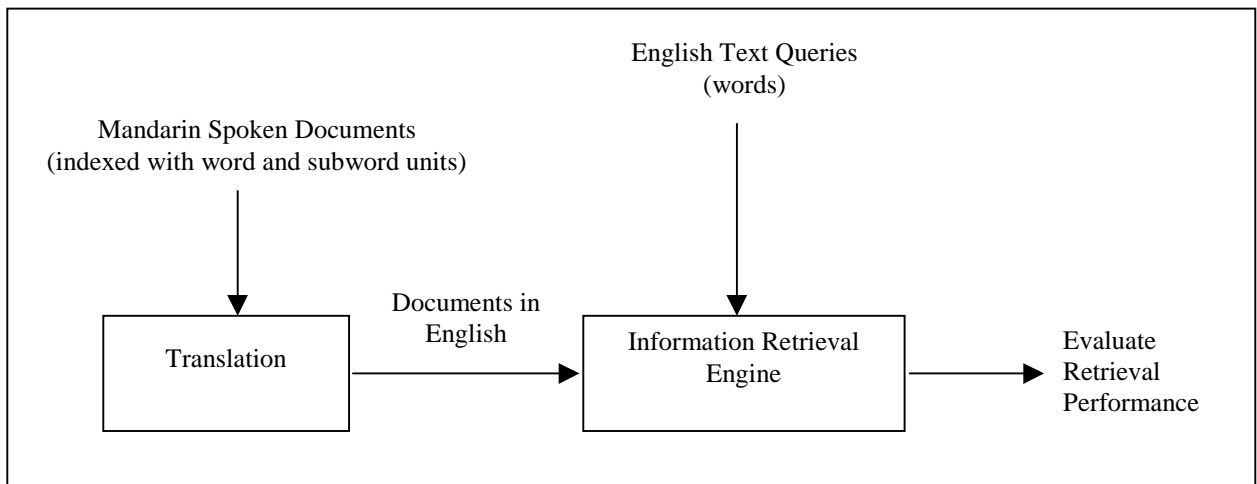 English Text Queries
(words)
Mandarin Spoken Documents
(indexed with word and subword units)
Documents in
English
Translation
Information Retrieval
Engine
Evaluate
Retrieval
Performance